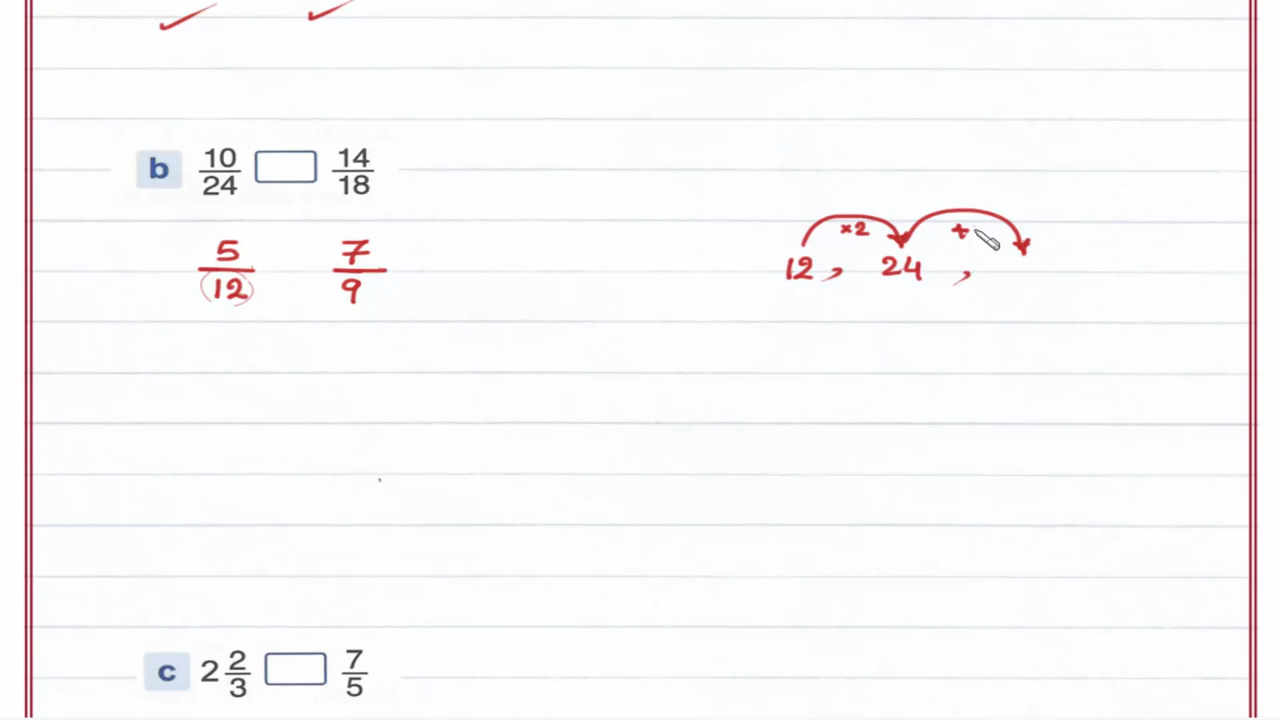 b 10/24 □ 14/18
×2 +
5/12 7/9 12 , 24 ,
c 2 2/3 □ 7/5